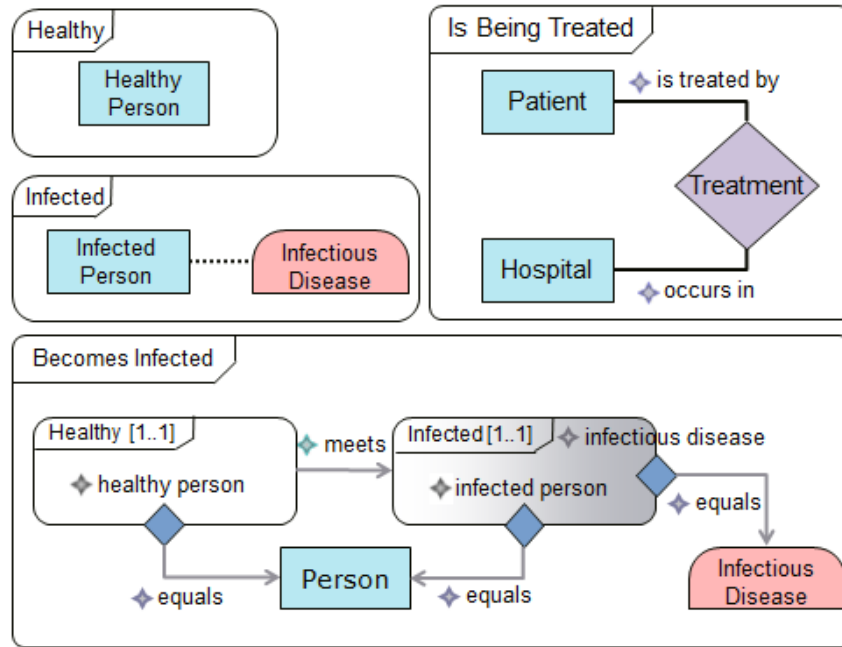 Healthy
Healthy
Person
Infected
Infected
Person
Infectious
Disease
Is Being Treated
Patient
is treated by
Treatment
Hospital
occurs in
Becomes Infected
Healthy [1..1]
healthy person
meets
Infected[1..1]
infectious disease
infected person
equals
equals
Person
equals
Infectious
Disease